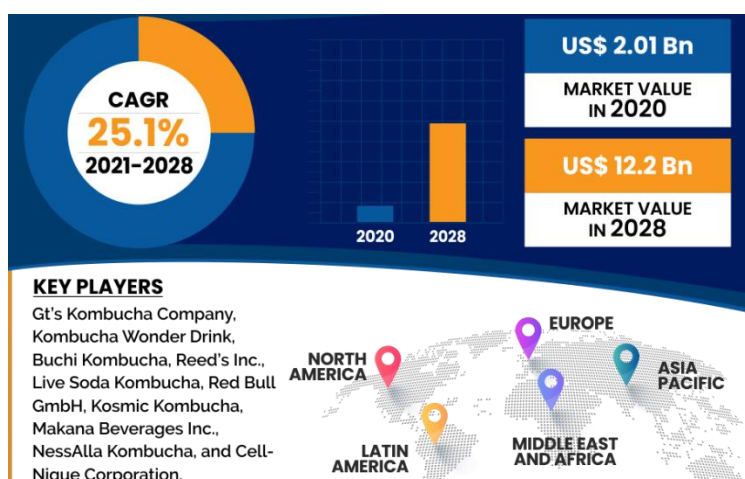 CAGR
25.1%
2021-2028
2020
2028
US$ 2.01 Bn
MARKET VALUE
IN 2020
US$ 12.2 Bn
MARKET VALUE
IN 2028
KEY PLAYERS
Gt's Kombucha Company,
Kombucha Wonder Drink,
Buchi Kombucha, Reed's Inc.,
Live Soda Kombucha, Red Bull
GmbH, Kosmic Kombucha,
Makana Beverages Inc.,
NessAlla Kombucha, and Cell-
Nique Corporation.
NORTH
AMERICA
EUROPE
ASIA
PACIFIC
LATIN
AMERICA
MIDDLE EAST
AND AFRICA